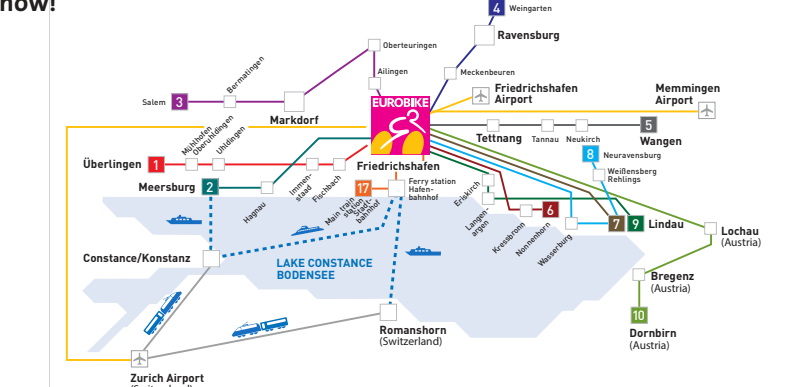 now!
4 Weingarten
Ravensburg
Oberteuringen
Bermatingen
Ailingen
Meckenbeuren
Salem 3
Markdorf
EUROBIKE
Friedrichshafen
Airport
Memmingen
Airport
Mühlhofen
Oberuhldingen
Uhldingen
Tettnang
Tannau
Neukirch
5
Wangen
Überlingen 1
8 Neuravensburg
Friedrichshafen
Weißensberg
Rehlings
Meersburg 2
Hagnau
Immen-
staad
Fischbach
17
Main train
station
Stadt-
bahnhof
Ferry station
Hafen-
bahnhof
Eriskirch
Langen-
argen
Kressbronn
6
Nonnenhorn
Wasserburg
7 9 Lindau
Lochau
(Austria)
Constance/Konstanz
LAKE CONSTANCE
BODENSEE
Bregenz
(Austria)
10
Dornbirn
(Austria)
Romanshorn
(Switzerland)
Zurich Airport
(Switzerland)